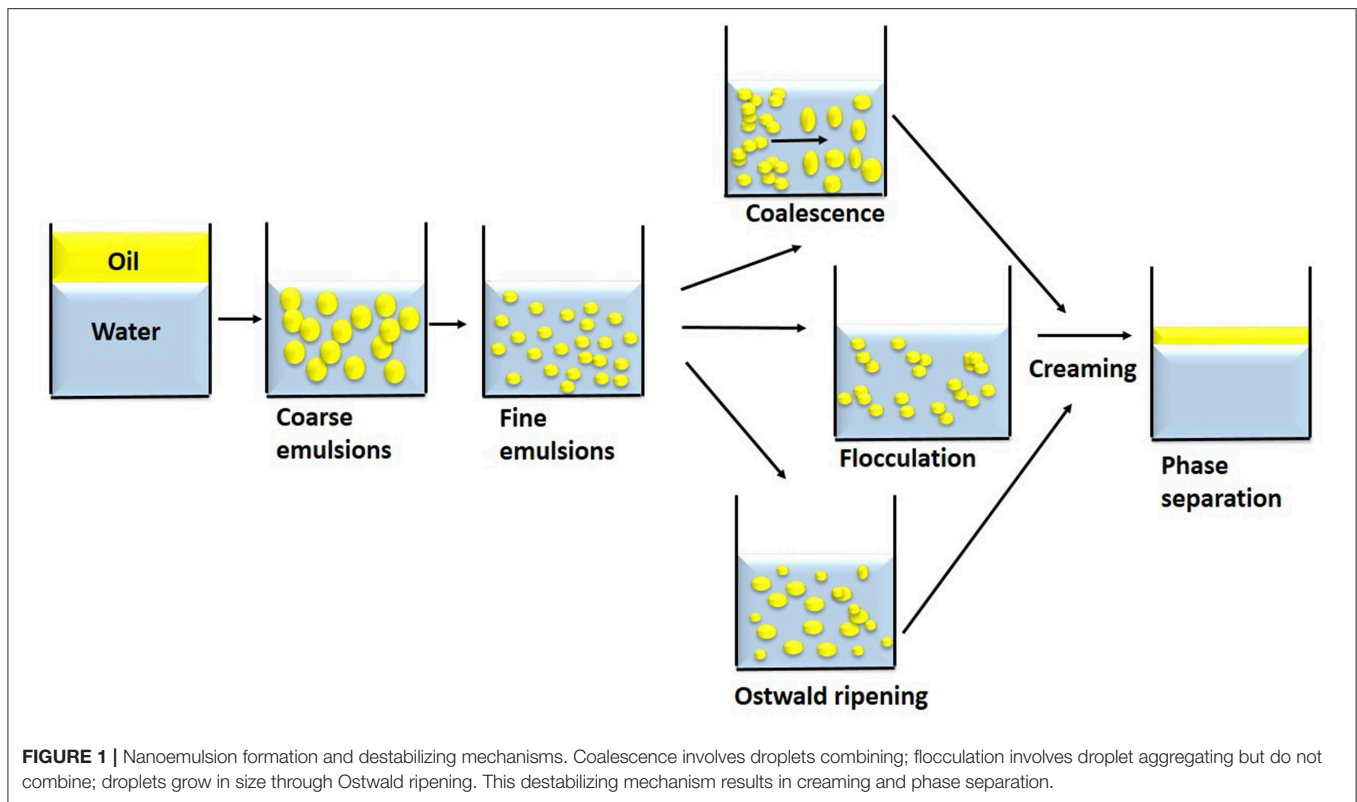 Oil
Water
Coarse
emulsions
Fine
emulsions
Coalescence
Flocculation
Ostwald ripening
Creaming
Phase
separation
FIGURE 1 | Nanoemulsion formation and destabilizing mechanisms. Coalescence involves droplets combining; flocculation involves droplet aggregating but do not
combine; droplets grow in size through Ostwald ripening. This destabilizing mechanism results in creaming and phase separation.